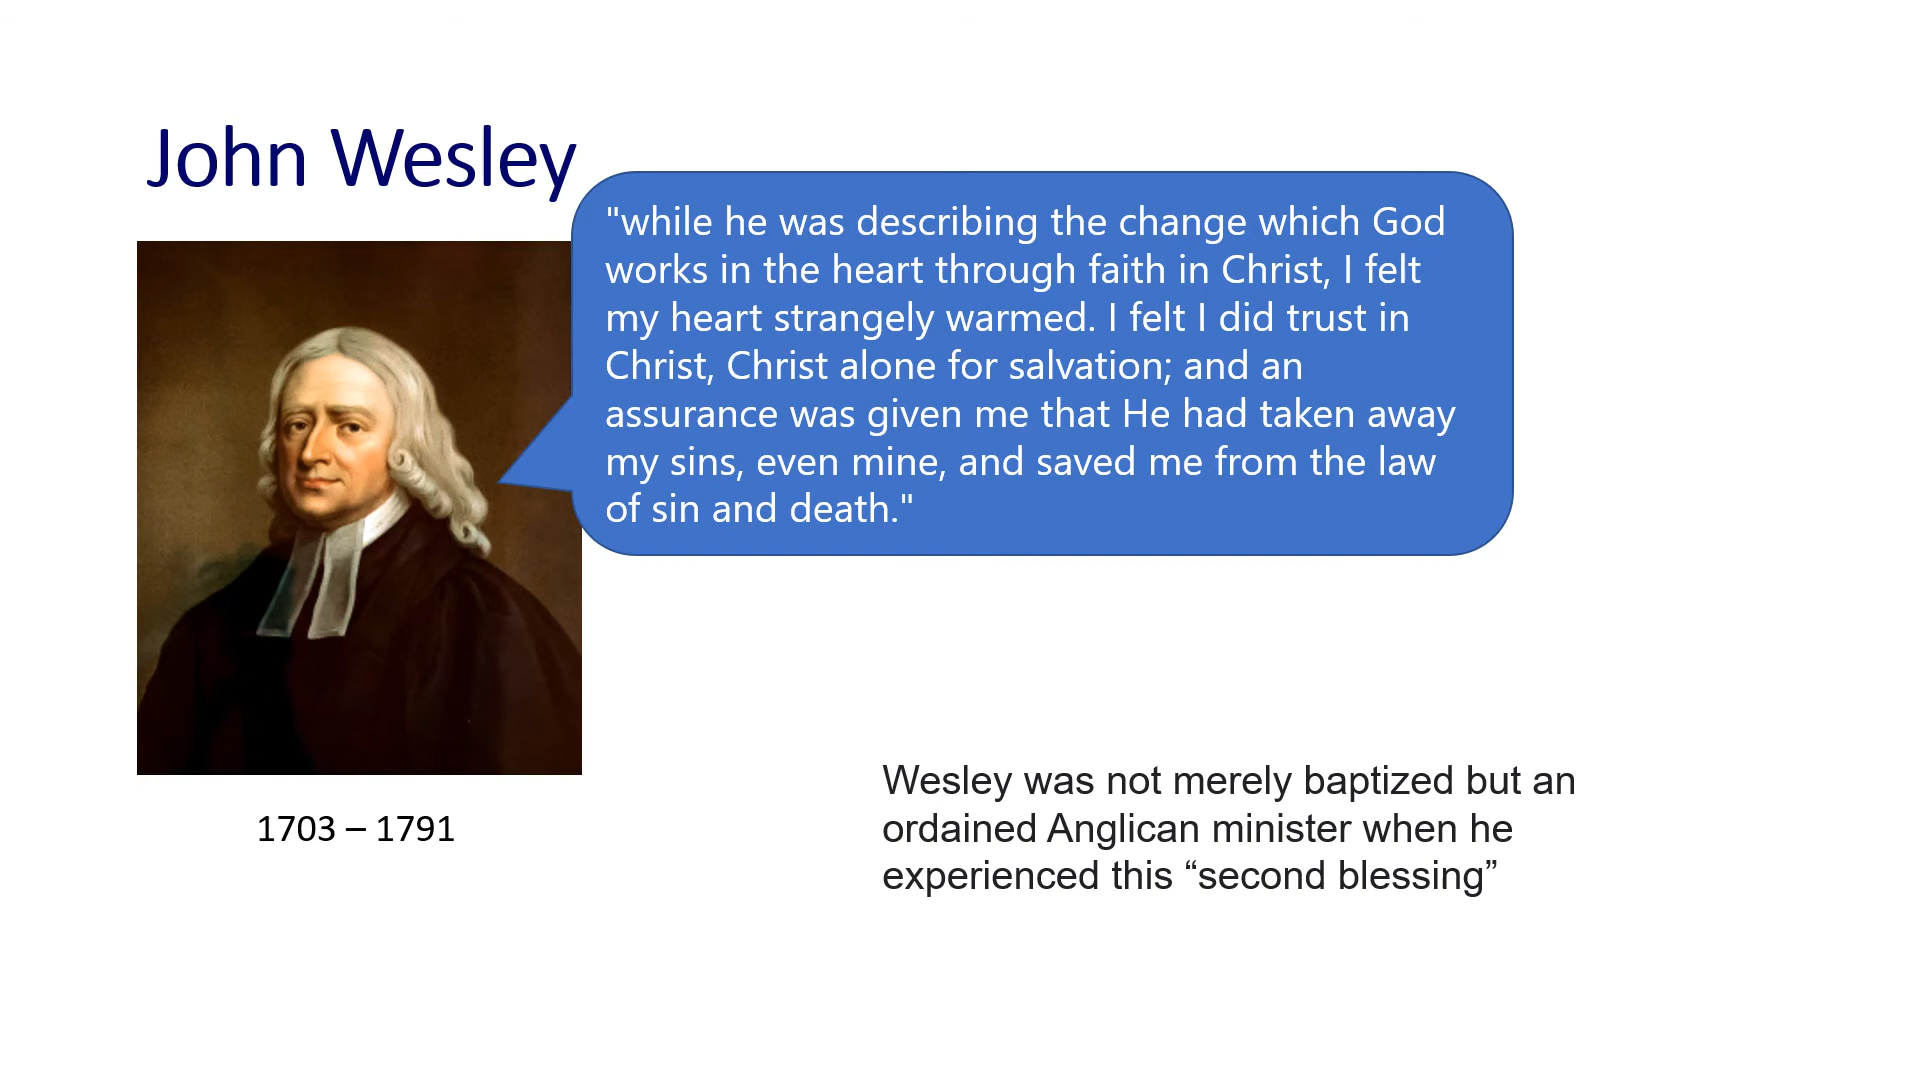 John Wesley
"while he was describing the change which God
works in the heart through faith in Christ, I felt
my heart strangely warmed. I felt I did trust in
Christ, Christ alone for salvation; and an
assurance was given me that He had taken away
my sins, even mine, and saved me from the law
of sin and death."
1703 – 1791
Wesley was not merely baptized but an
ordained Anglican minister when he
experienced this “second blessing”